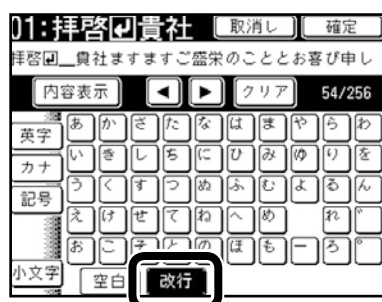 01:拝啓↵貴社 取消し 確定
拝啓↵_貴社ますますご盛栄のこととお喜び申し
内容表示 ◀ ▶ クリア 54/256
英字 あ か さ た な は ま や ら わ
カナ い き し ち に ひ み ゆ り を
記号 う く す つ ぬ ふ む よ る ん
え け せ て ね へ め れ ゛
お こ そ と の ほ も ー ろ ゜
小文字 空白 改行